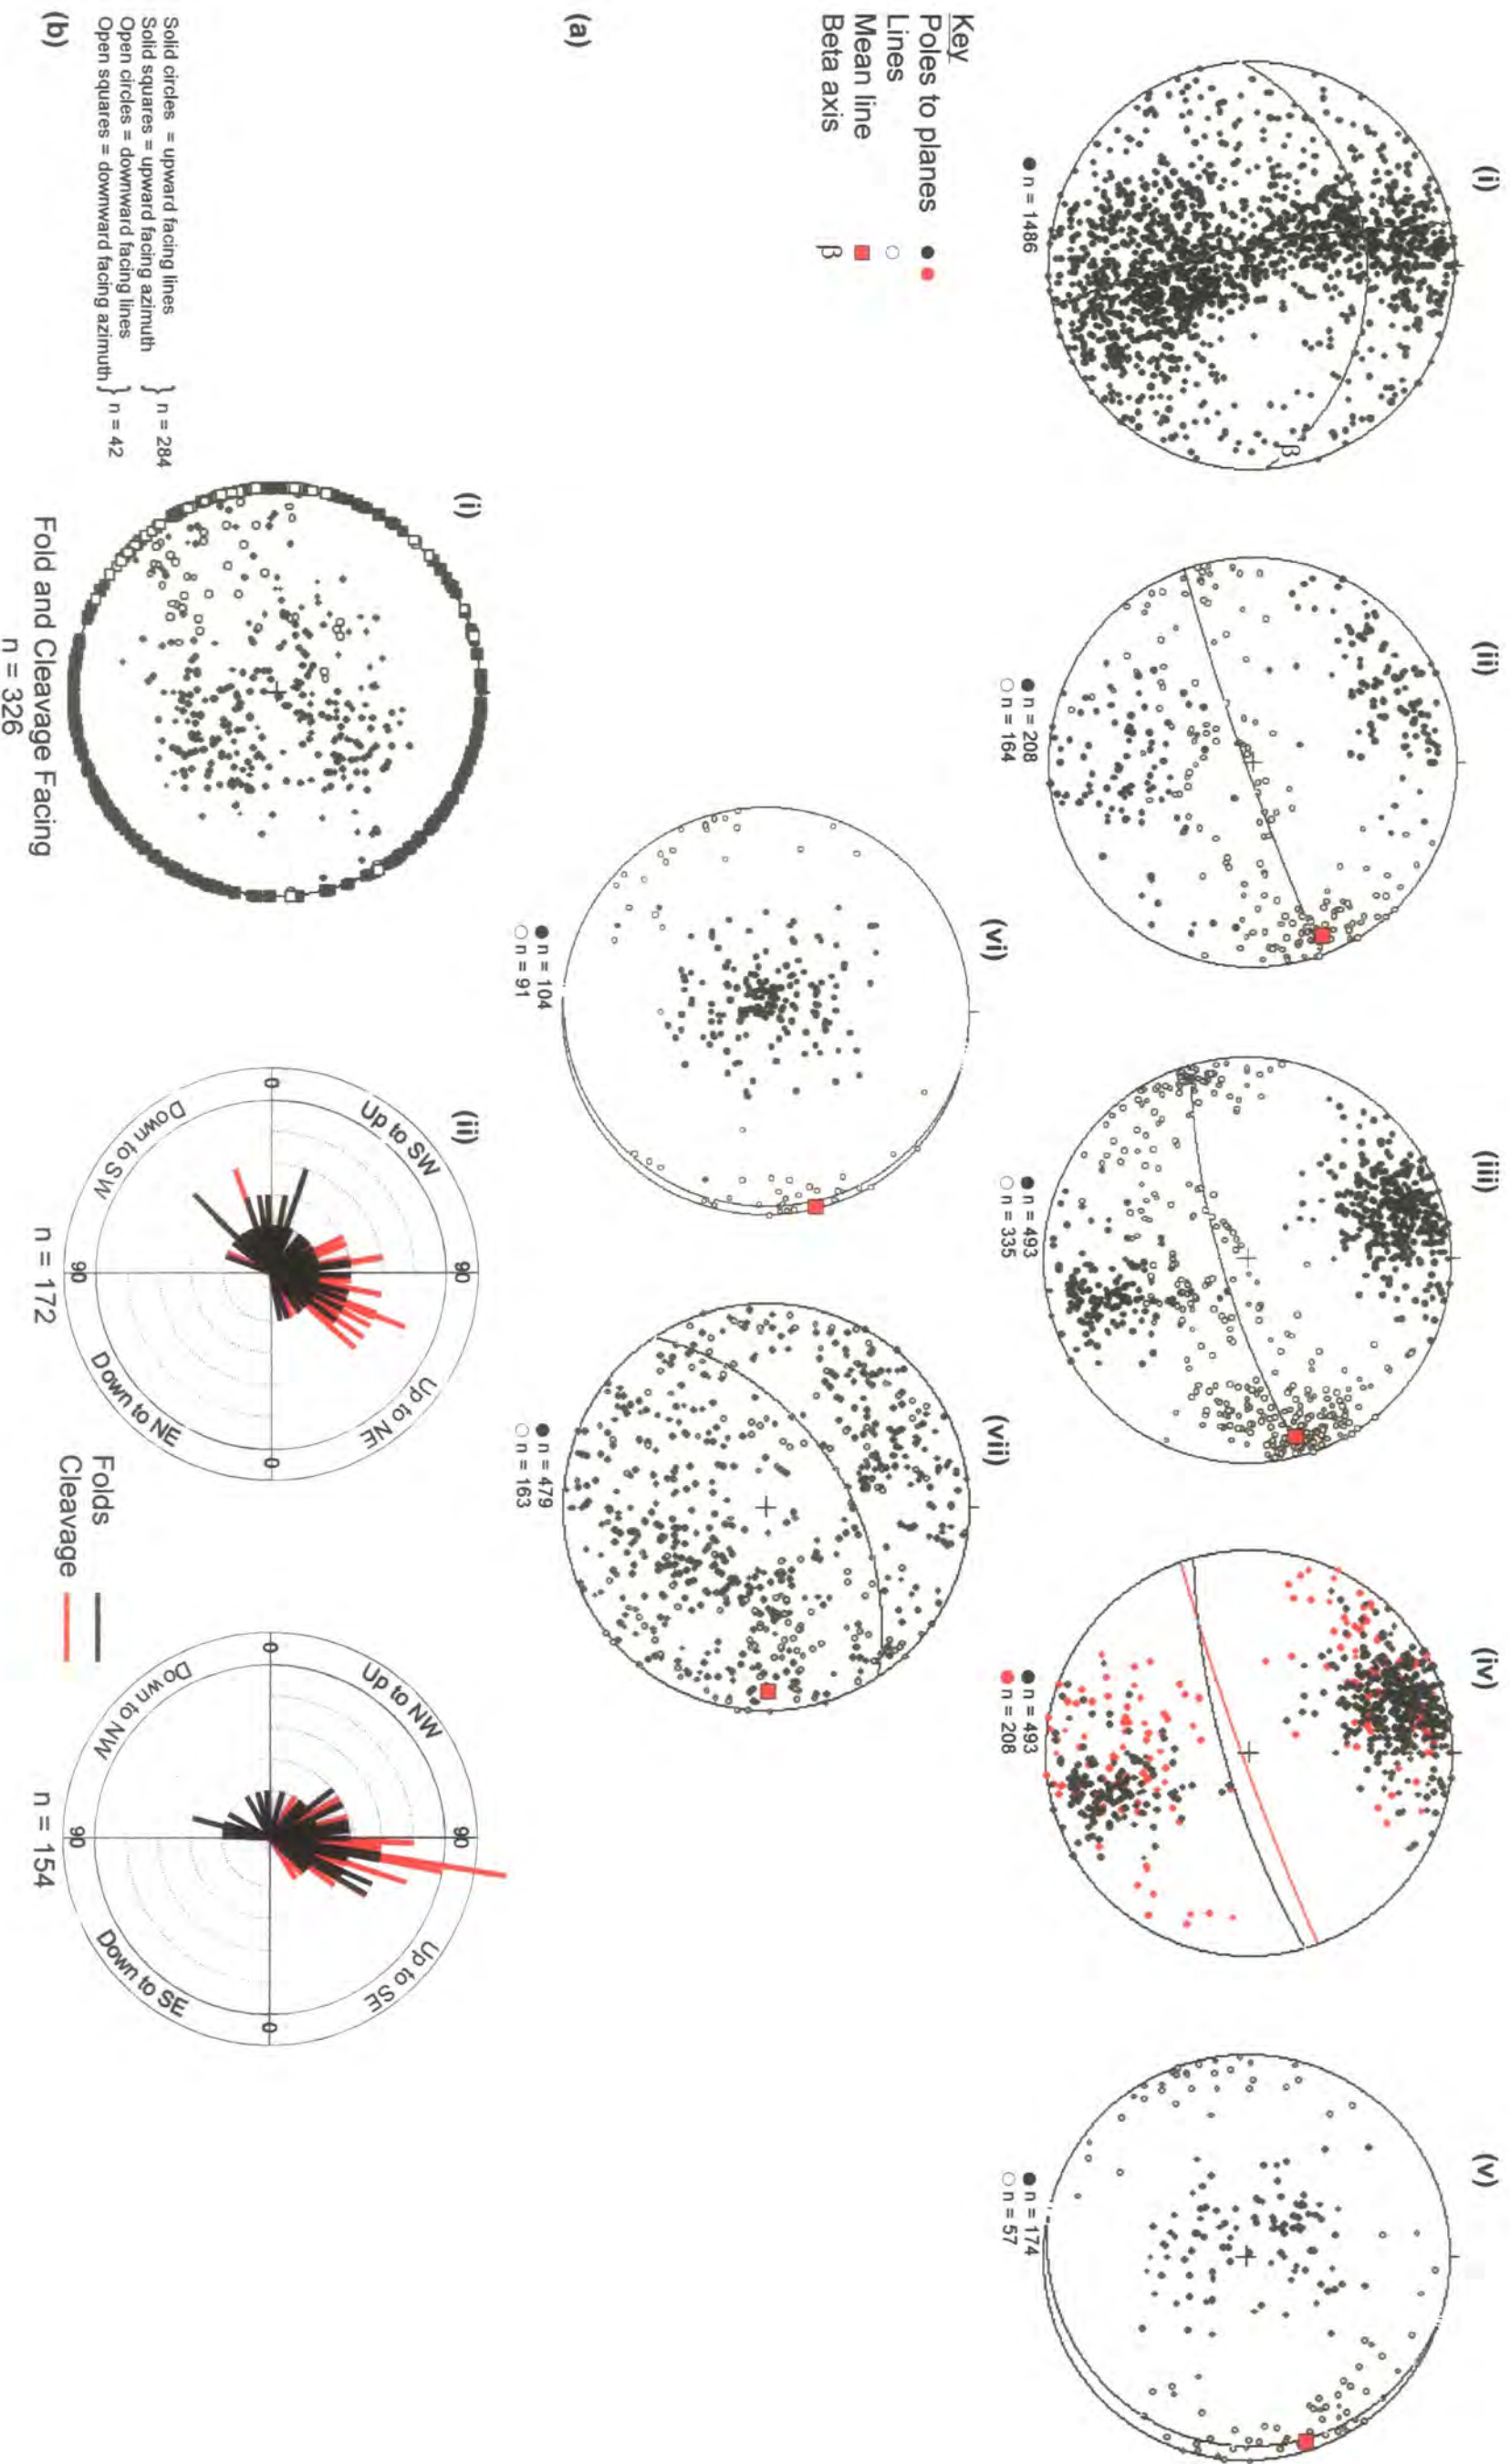 (i)
● n = 1486
β
(ii)
● n = 208
○ n = 164
(iii)
● n = 493
○ n = 335
(iv)
● n = 493
● n = 208
(v)
● n = 174
○ n = 57
Key
Poles to planes
Lines
Mean line
Beta axis β
(vi)
● n = 104
○ n = 91
(vii)
● n = 479
○ n = 163
(a)
(i)
Solid circles = upward facing lines
Solid squares = upward facing azimuth
} n = 284
Open circles = downward facing lines
Open squares = downward facing azimuth
} n = 42
Fold and Cleavage Facing
n = 326
(ii)
90
Up to SW
Up to NE
0
0
Down to SW
Down to NE
90
n = 172
90
Up to NW
Up to SE
0
0
Down to NW
Down to SE
90
n = 154
Folds
Cleavage
(b)